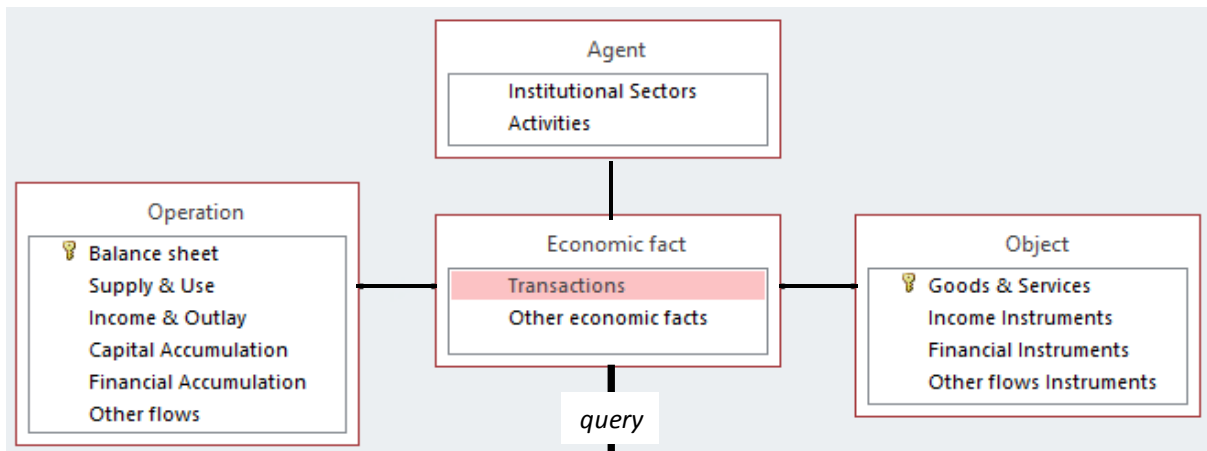 Agent
Institutional Sectors
Activities
Operation
Balance sheet
Supply & Use
Income & Outlay
Capital Accumulation
Financial Accumulation
Other flows
Economic fact
Transactions
Other economic facts
Object
Goods & Services
Income Instruments
Financial Instruments
Other flows Instruments
query